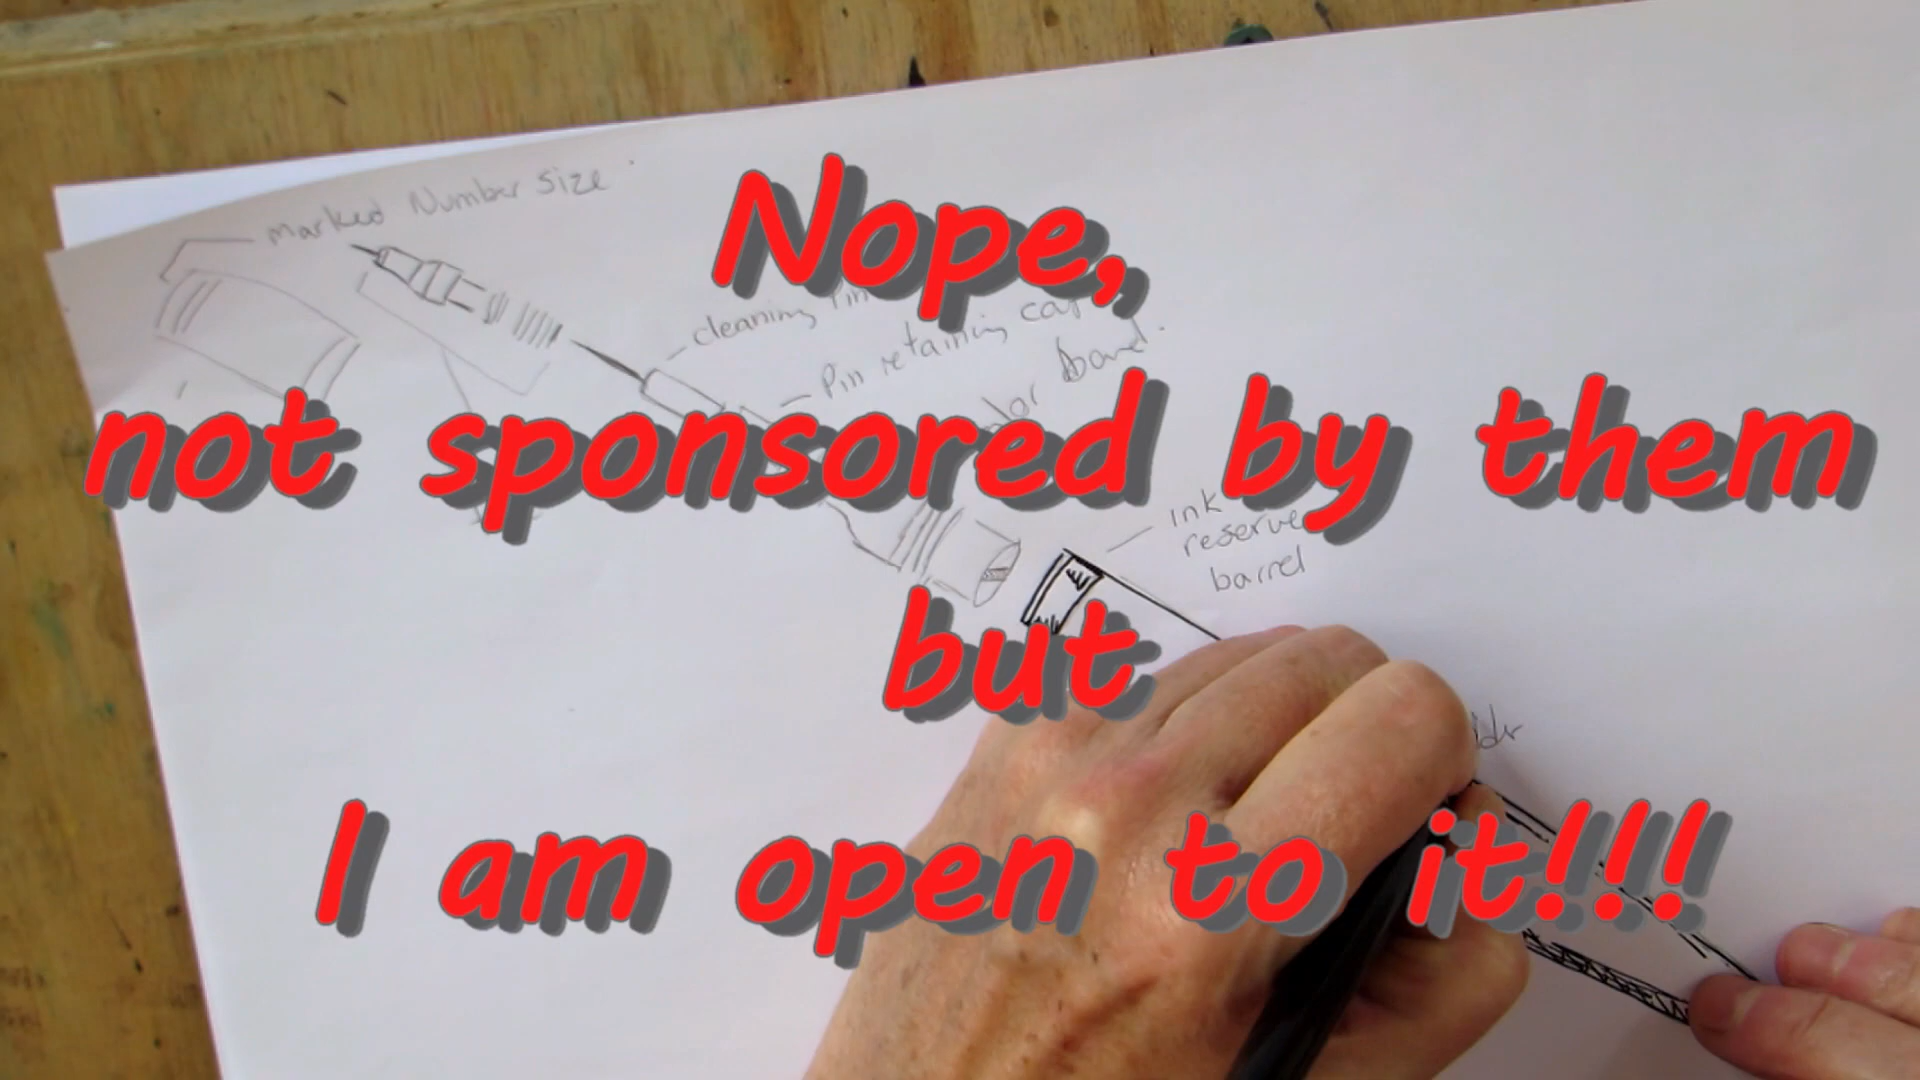 Nope,
not sponsored by them
but
I am open to it!!!
Marked Number Size
cleaning Pin
Pin retaining cap
ink
reserve
barrel